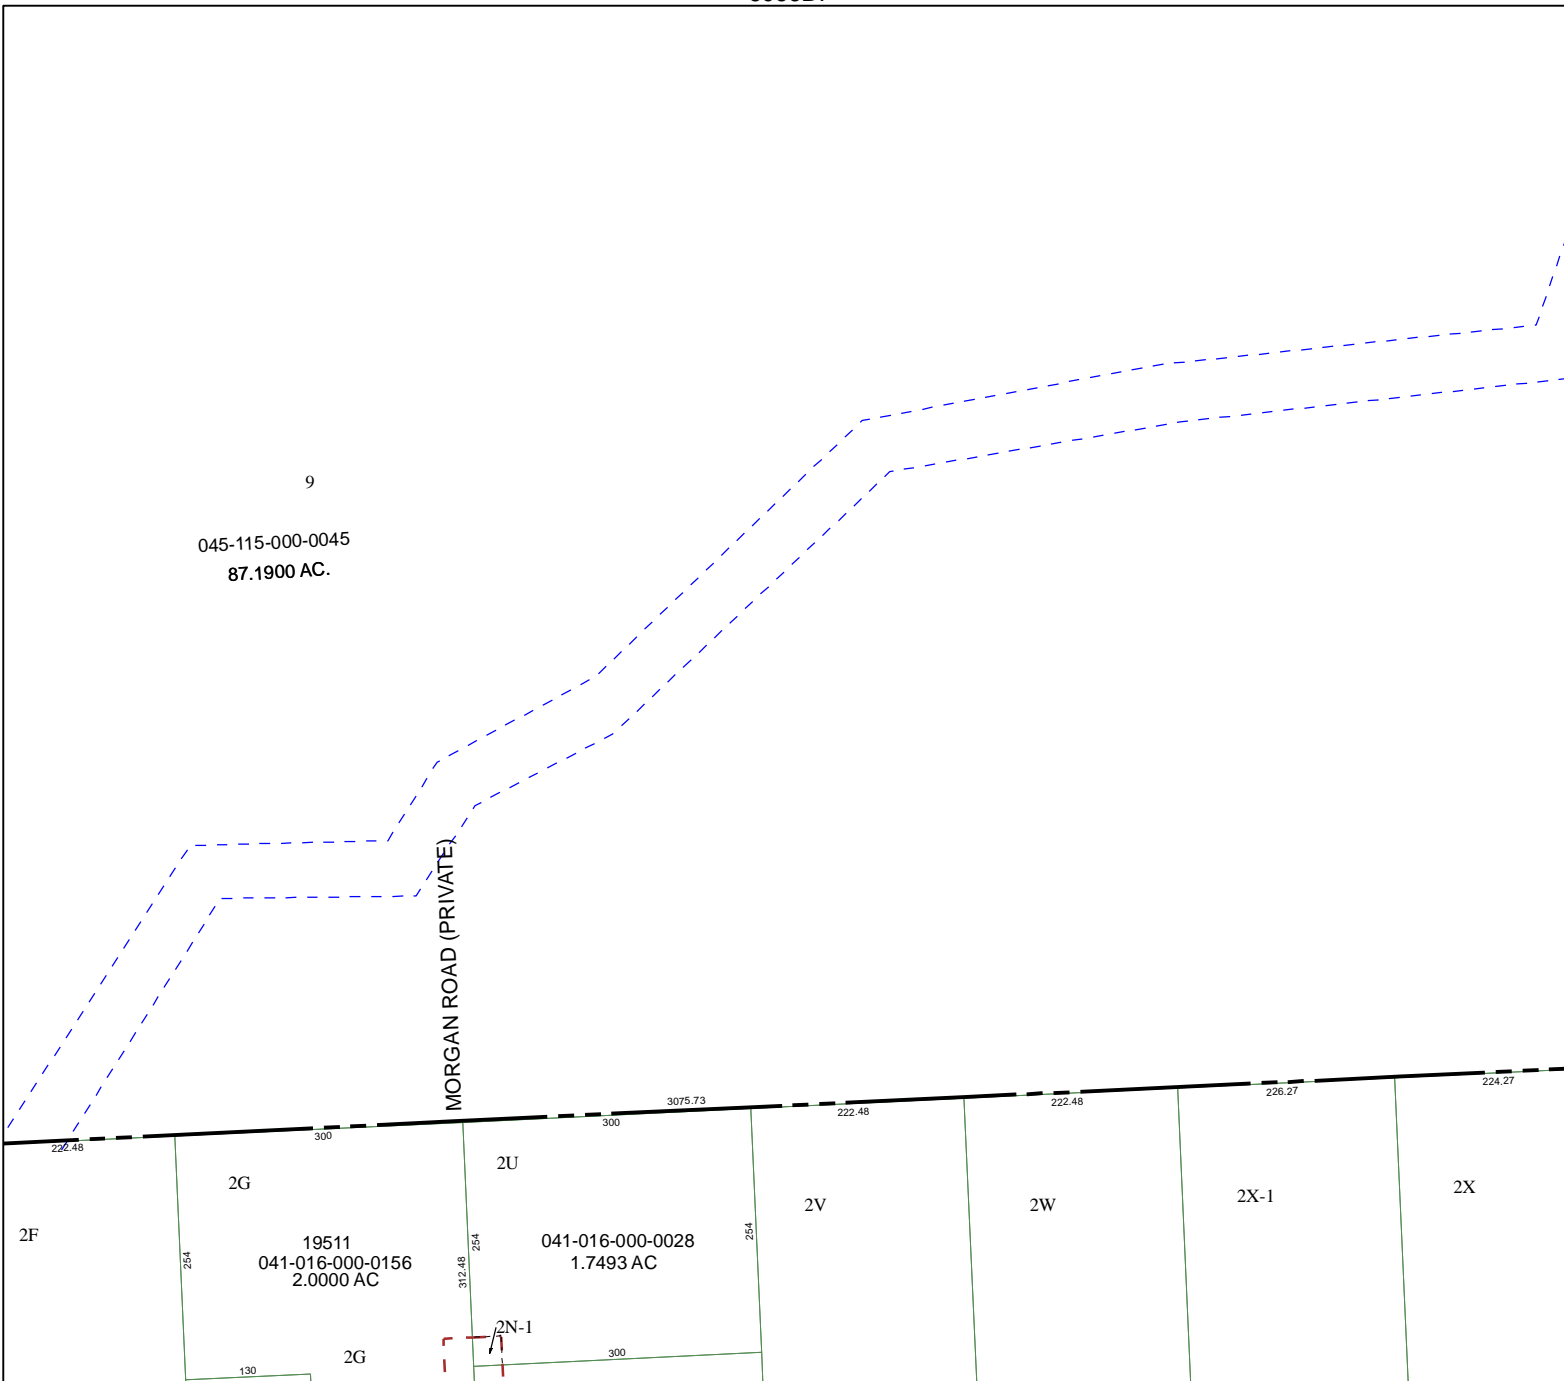 9
045-115-000-0045
87.1900 AC.
MORGAN ROAD (PRIVATE)
3075.73
222.48
300
300
222.48
222.48
226.27
224.27
2F
2G
2U
2V
2W
2X-1
2X
254
19511
041-016-000-0156
2.0000 AC
312.48
254
041-016-000-0028
1.7493 AC
254
2N-1
2G
130
300